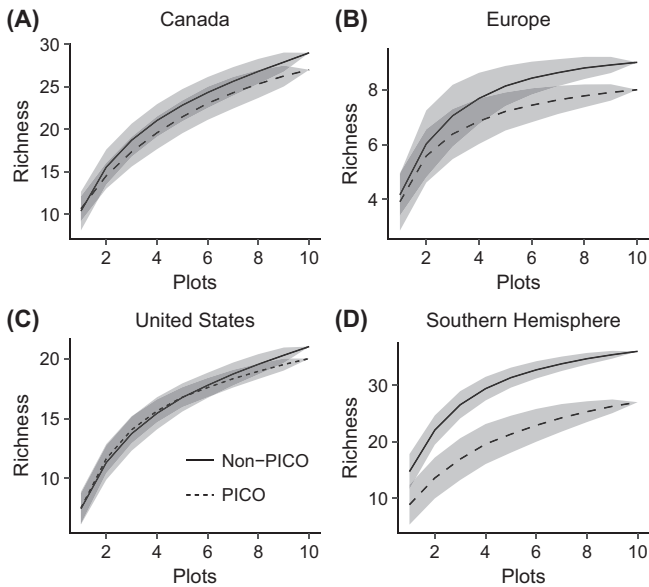 (A) Canada
Richness
30
25
20
15
10
2 4 6 8 10
Plots
(B) Europe
Richness
8
6
4
2 4 6 8 10
Plots
(C) United States
Richness
20
15
10
Non−PICO
PICO
2 4 6 8 10
Plots
(D) Southern Hemisphere
Richness
30
20
10
2 4 6 8 10
Plots